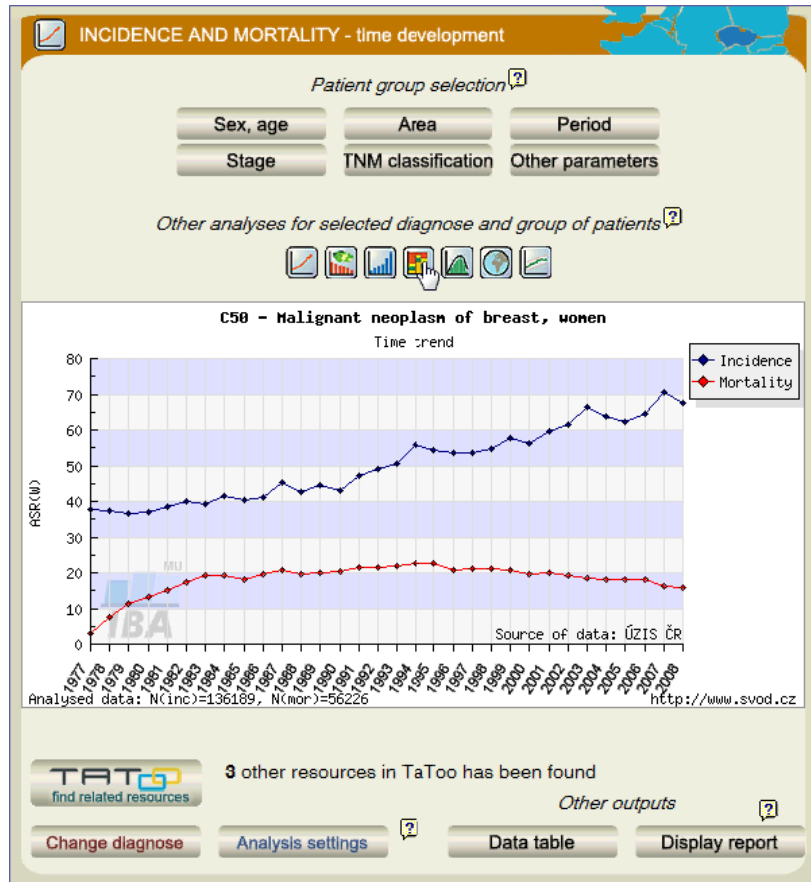 INCIDENCE AND MORTALITY - time development
Patient group selection ?
Sex, age Area Period
Stage TNM classification Other parameters
Other analyses for selected diagnose and group of patients ?
C50 - Malignant neoplasm of breast, women
Time trend
Incidence
Mortality
ASR(W)
80
70
60
50
40
30
20
10
0
MU
IBA
Source of data: ÚZIS ČR
1977 1978 1979 1980 1981 1982 1983 1984 1985 1986 1987 1988 1989 1990 1991 1992 1993 1994 1995 1996 1997 1998 1999 2000 2001 2002 2003 2004 2005 2006 2007 2008
Analysed data: N(inc)=136189, N(mor)=56226 http://www.svod.cz
TATOO
find related resources
3 other resources in TaToo has been found
Other outputs ?
Change diagnose Analysis settings ? Data table Display report